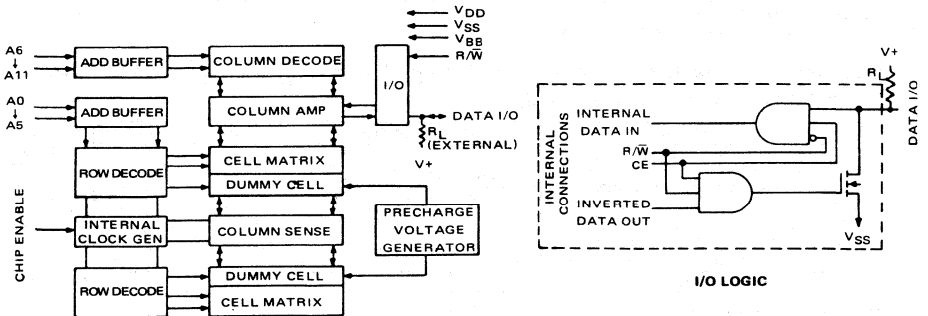 VDD
VSS
VBB
R/W̅
A6
↓
A11
ADD BUFFER
COLUMN DECODE
I/O
A0
↓
A5
ADD BUFFER
COLUMN AMP
DATA I/O
RL
(EXTERNAL)
V+
ROW DECODE
CELL MATRIX
DUMMY CELL
CHIP ENABLE
INTERNAL
CLOCK GEN
COLUMN SENSE
PRECHARGE
VOLTAGE
GENERATOR
ROW DECODE
DUMMY CELL
CELL MATRIX
V+
RL
DATA I/O
INTERNAL
CONNECTIONS
INTERNAL
DATA IN
R/W̅
CE
INVERTED
DATA OUT
VSS
I/O LOGIC